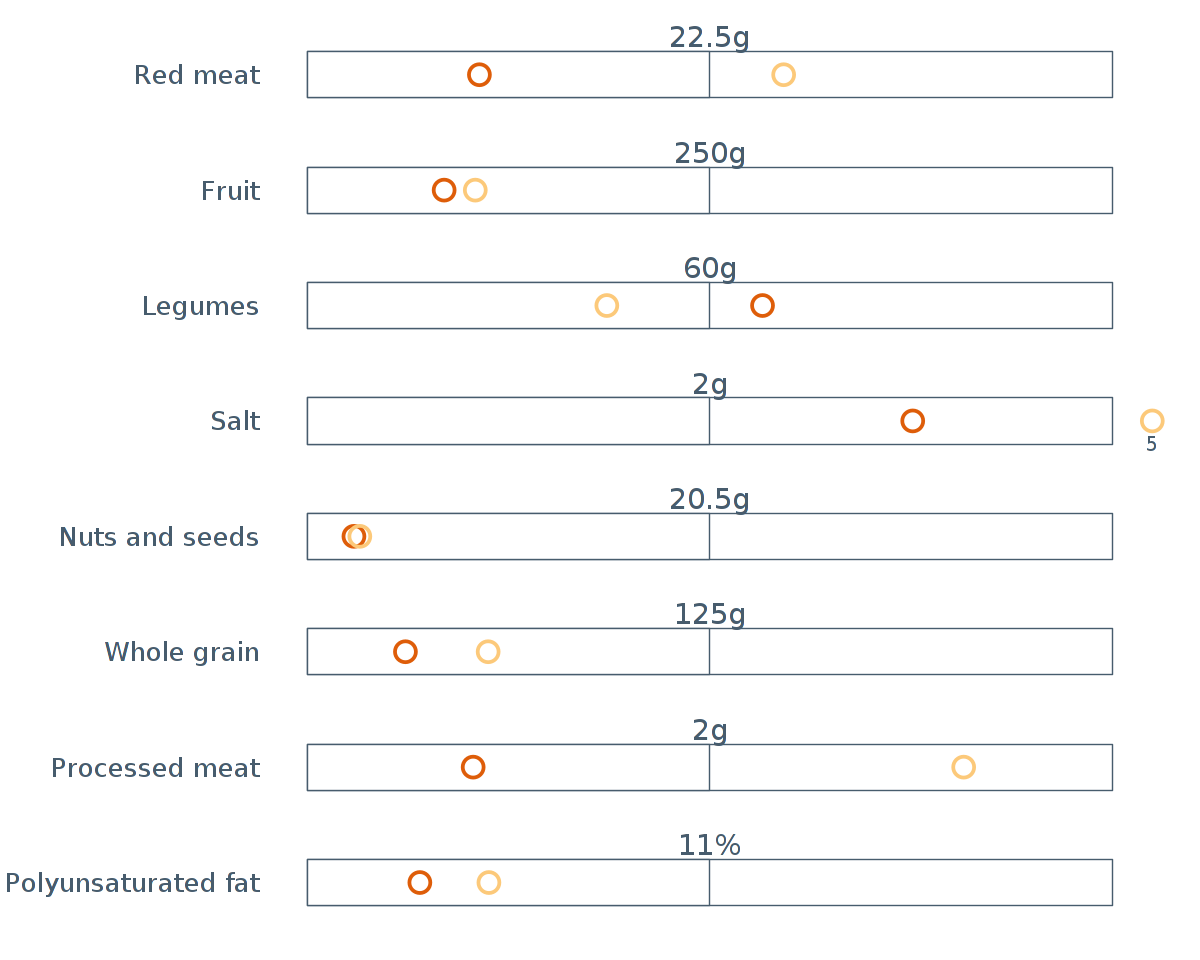 22.5g
Red meat
250g
Fruit
60g
Legumes
2g
Salt
5
20.5g
Nuts and seeds
125g
Whole grain
2g
Processed meat
11%
Polyunsaturated fat